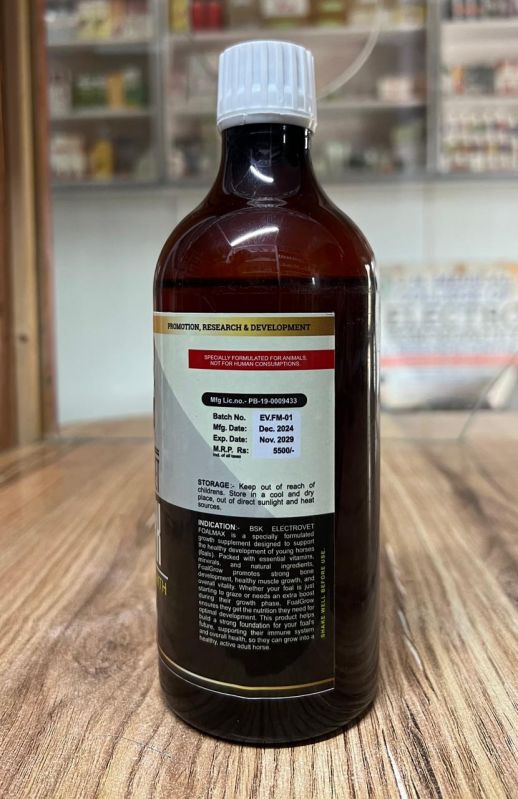 PROMOTION, RESEARCH & DEVELOPMENT
SPECIALLY FORMULATED FOR ANIMALS,
NOT FOR HUMAN CONSUMPTIONS.
Mfg Lic.no.- PB-19-0009433
Batch No. EV.FM-01
Mfg. Date: Dec. 2024
Exp. Date: Nov. 2029
M.R.P. Rs: 5500/-
Incl. of all taxes
STORAGE:- Keep out of reach of
childrens. Store in a cool and dry
place, out of direct sunlight and heat
sources.
INDICATION:- BSK ELECTROVET
FOALMAX is a specially formulated
growth supplement designed to support
the healthy development of young horses
(foals). Packed with essential vitamins,
minerals, and natural ingredients,
FoalGrow promotes strong bone
development, healthy muscle growth, and
overall vitality. Whether your foal is just
starting to graze or needs an extra boost
during their growth phase, FoalGrow
ensures they get the nutrition they need for
optimal development. This product helps
build a strong foundation for your foal's
future, supporting their immune system
and overall health, so they can grow into a
healthy, active adult horse.
SHAKE WELL BEFORE USE.